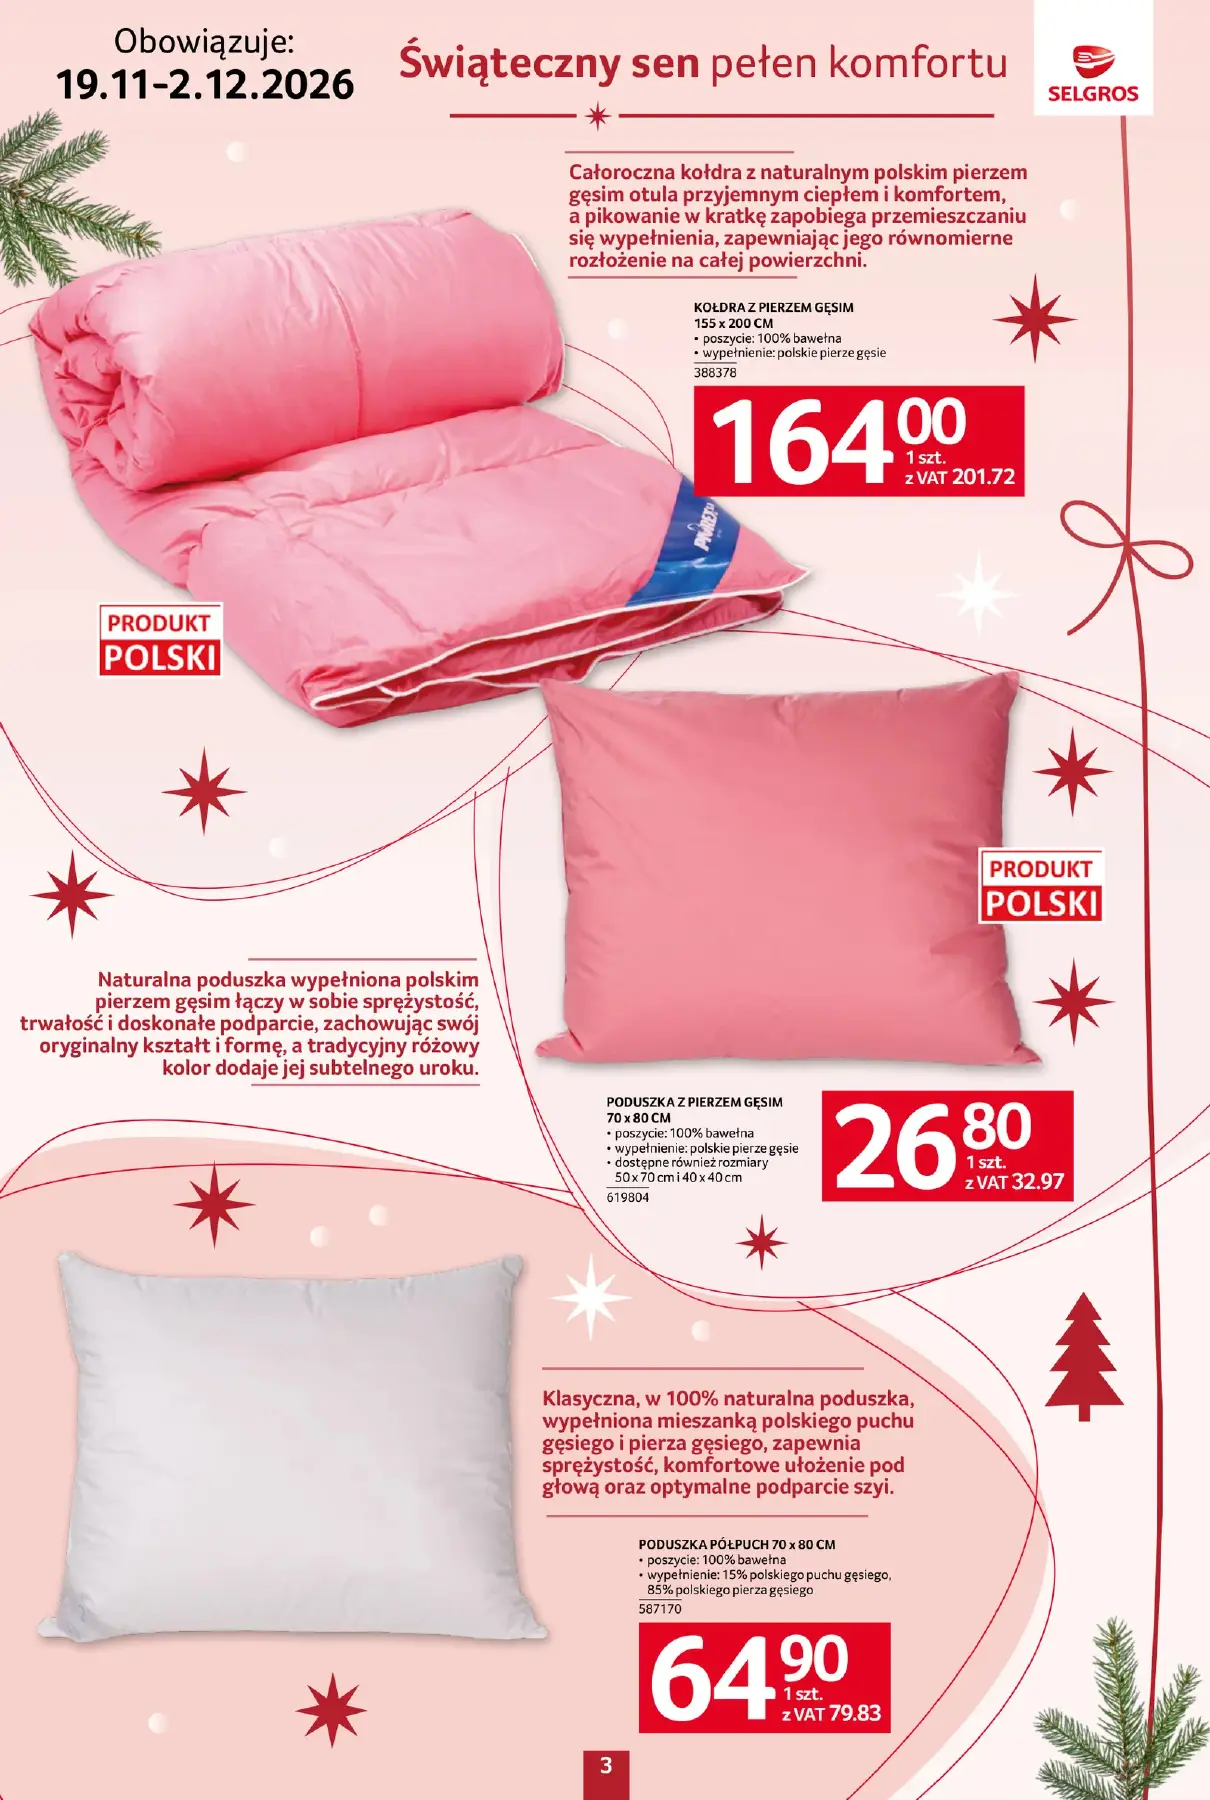 Obowiązuje:
19.11-2.12.2026
Świąteczny sen pełen komfortu
SELGROS
Całoroczna kołdra z naturalnym polskim pierzem
gęsim otula przyjemnym ciepłem i komfortem,
a pikowanie w kratkę zapobiega przemieszczaniu
się wypełnienia, zapewniając jego równomierne
rozłożenie na całej powierzchni.
KOŁDRA Z PIERZEM GĘSIM
155 x 200 CM
• poszycie: 100% bawełna
• wypełnienie: polskie pierze gęsie
388378
164 00
1 szt.
z VAT 201.72
PRODUKT
POLSKI
PRODUKT
POLSKI
Naturalna poduszka wypełniona polskim
pierzem gęsim łączy w sobie sprężystość,
trwałość i doskonałe podparcie, zachowując swój
oryginalny kształt i formę, a tradycyjny różowy
kolor dodaje jej subtelnego uroku.
PODUSZKA Z PIERZEM GĘSIM
70 x 80 CM
• poszycie: 100% bawełna
• wypełnienie: polskie pierze gęsie
• dostępne również rozmiary
50 x 70 cm i 40 x 40 cm
619804
26 80
1 szt.
z VAT 32.97
Klasyczna, w 100% naturalna poduszka,
wypełniona mieszanką polskiego puchu
gęsiego i pierza gęsiego, zapewnia
sprężystość, komfortowe ułożenie pod
głową oraz optymalne podparcie szyi.
PODUSZKA PÓŁPUCH 70 x 80 CM
• poszycie: 100% bawełna
• wypełnienie: 15% polskiego puchu gęsiego,
85% polskiego pierza gęsiego
587170
64 90
1 szt.
z VAT 79.83
3